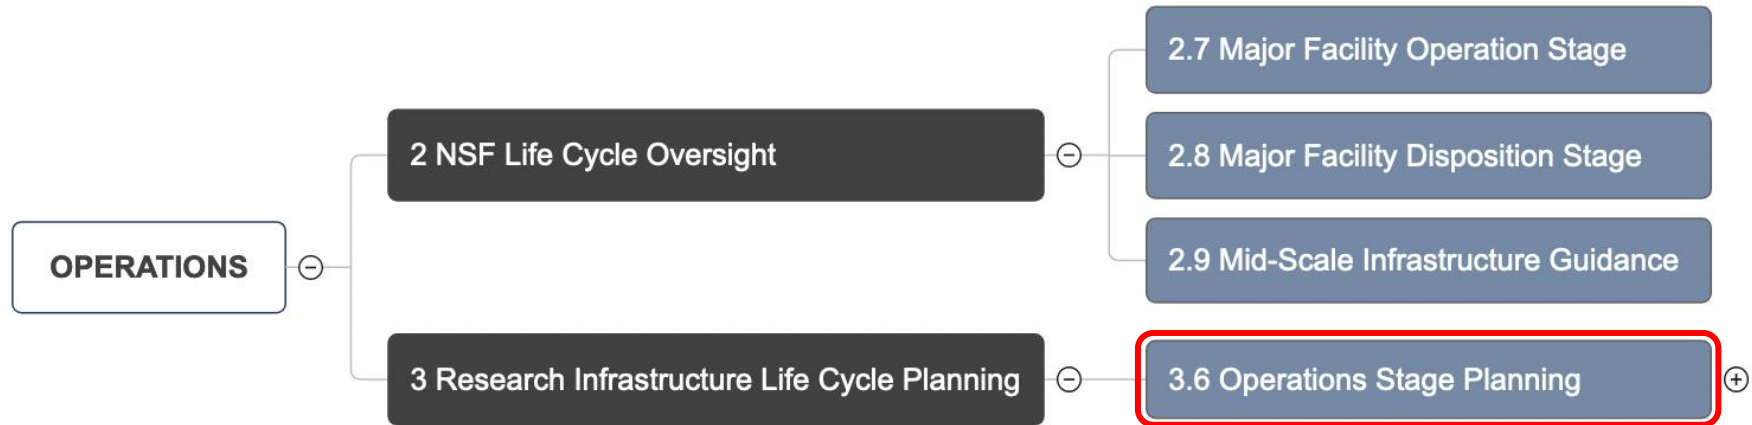 OPERATIONS
2 NSF Life Cycle Oversight
2.7 Major Facility Operation Stage
2.8 Major Facility Disposition Stage
2.9 Mid-Scale Infrastructure Guidance
3 Research Infrastructure Life Cycle Planning
3.6 Operations Stage Planning